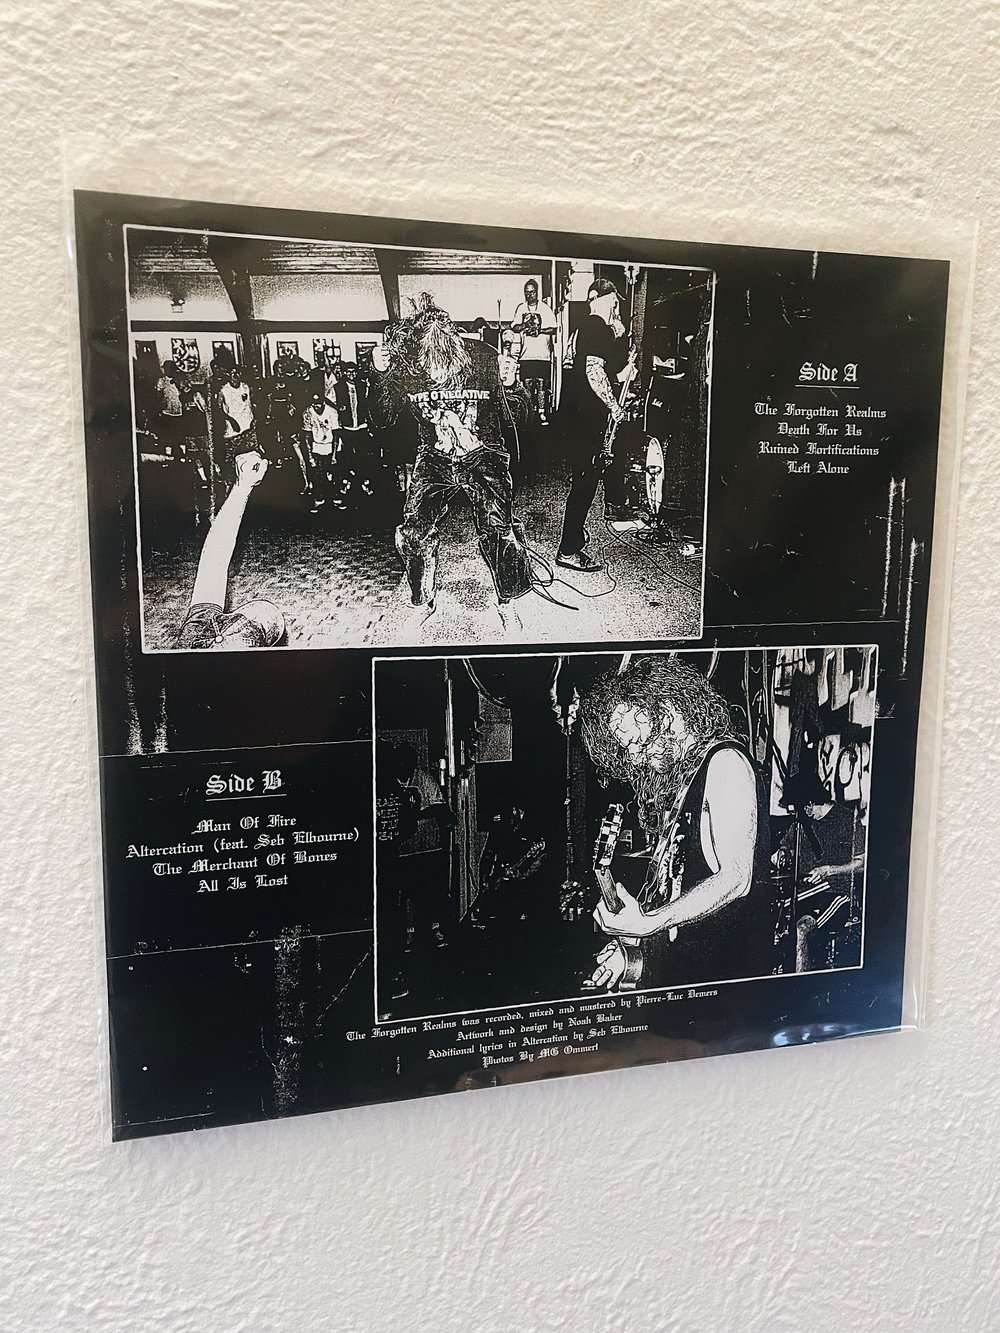 TYPE O NEGATIVE
Side A
The Forgotten Realms
Death For Us
Ruined Fortifications
Left Alone
Side B
Man Of Fire
Altercation (feat. Seb Elbourne)
The Merchant Of Bones
All Is Lost
The Forgotten Realms was recorded, mixed and mastered by Pierre-Luc Demers
Artwork and design by Noah Baker
Additional lyrics in Altercation by Seb Elbourne
Photos By MG Ommerl